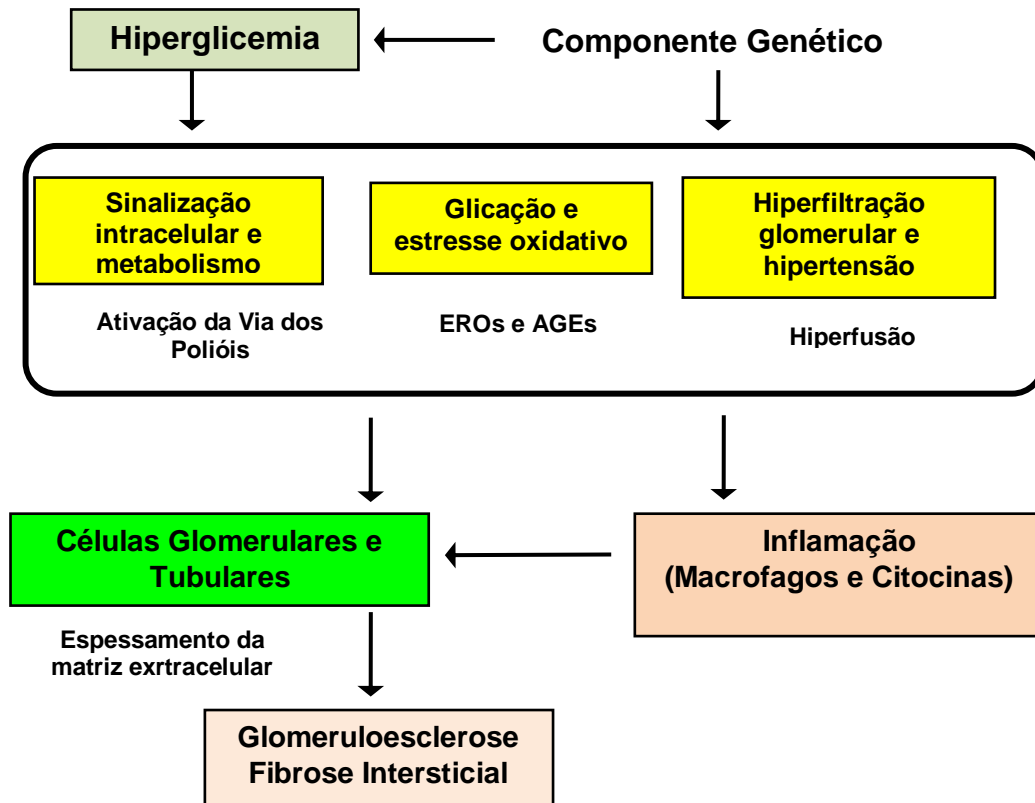 Hiperglicemia
Componente Genético
Sinalização
intracelular e
metabolismo
Glicação e
estresse oxidativo
Hiperfiltração
glomerular e
hipertensão
Ativação da Via dos
Polióis
EROs e AGEs
Hiperfusão
Células Glomerulares e
Tubulares
Inflamação
(Macrofagos e Citocinas)
Espessamento da
matriz exrtracelular
Glomeruloesclerose
Fibrose Intersticial